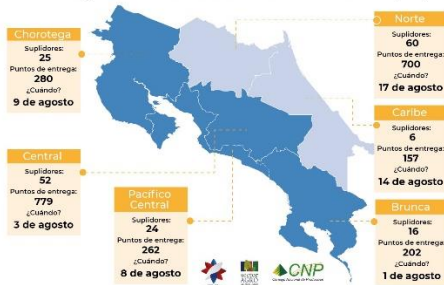 Chorotega
Suplidores:
25
Puntos de entrega:
280
¿Cuándo?
9 de agosto
Norte
Suplidores:
60
Puntos de entrega:
700
¿Cuándo?
17 de agosto
Caribe
Suplidores:
6
Puntos de entrega:
157
¿Cuándo?
14 de agosto
Central
Suplidores:
52
Puntos de entrega:
779
¿Cuándo?
3 de agosto
Pacífico
Central
Suplidores:
24
Puntos de entrega:
262
¿Cuándo?
8 de agosto
Brunca
Suplidores:
16
Puntos de entrega:
202
¿Cuándo?
1 de agosto
CNP